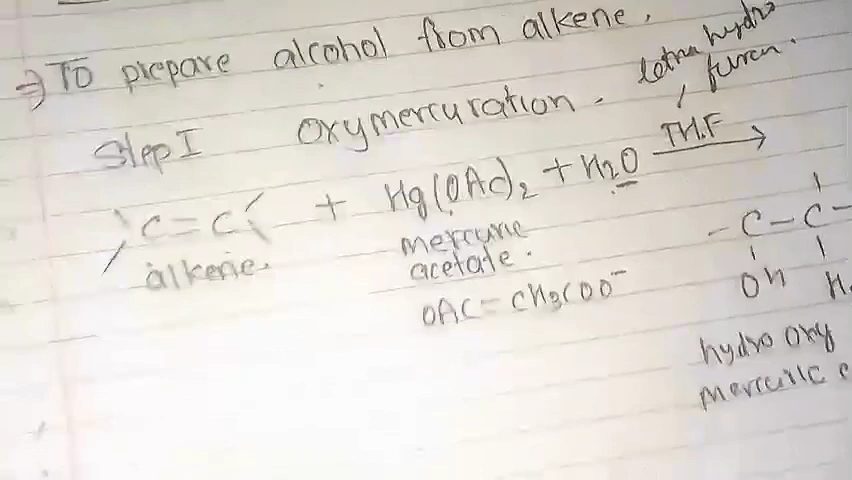 ⇒ To prepare alcohol from alkene.
Step I oxymercuration.
tetra hydro
furan.
C=C + Hg(OAc)2 + H2O THF →
alkene.
mercuric
acetate.
OAC = CH3COO⁻
-C-C-
OH H
hydro oxy
mercuric